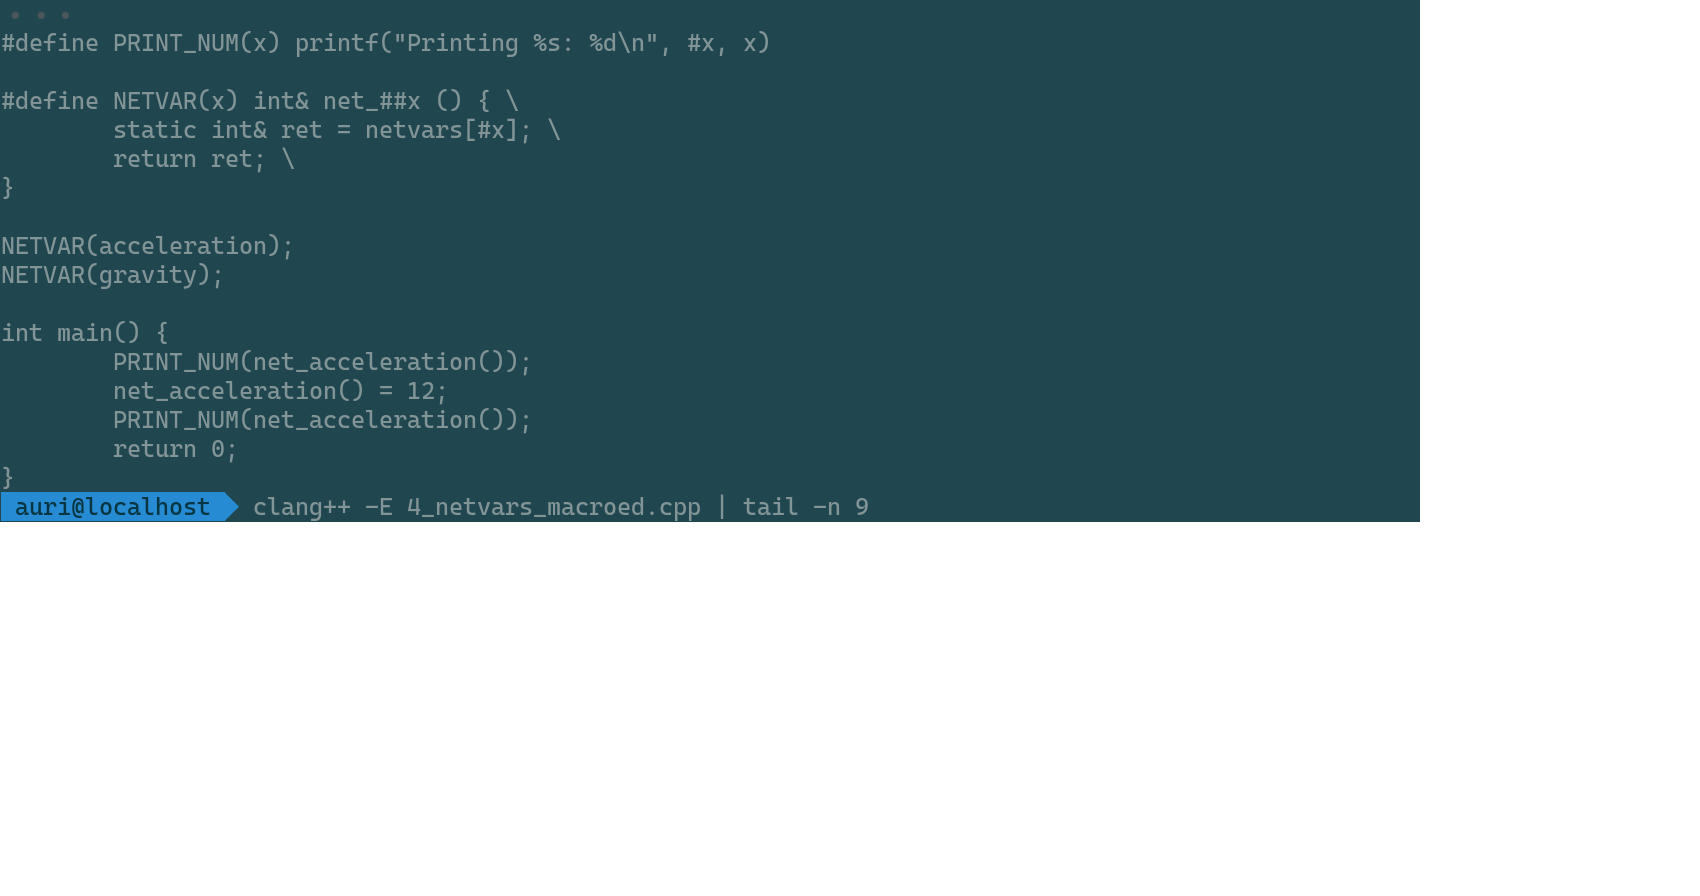 #define PRINT_NUM(x) printf("Printing %s: %d\n", #x, x)
#define NETVAR(x) int& net_##x () { \
        static int& ret = netvars[#x]; \
        return ret; \
}
NETVAR(acceleration);
NETVAR(gravity);
int main() {
        PRINT_NUM(net_acceleration());
        net_acceleration() = 12;
        PRINT_NUM(net_acceleration());
        return 0;
}
auri@localhost clang++ -E 4_netvars_macroed.cpp | tail -n 9